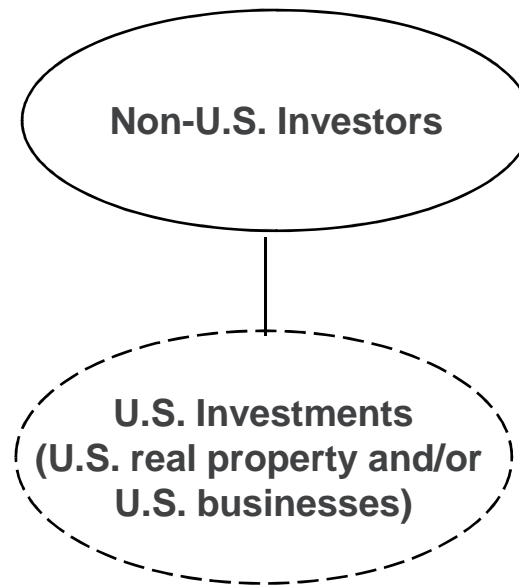 Non-U.S. Investors
U.S. Investments
(U.S. real property and/or
U.S. businesses)